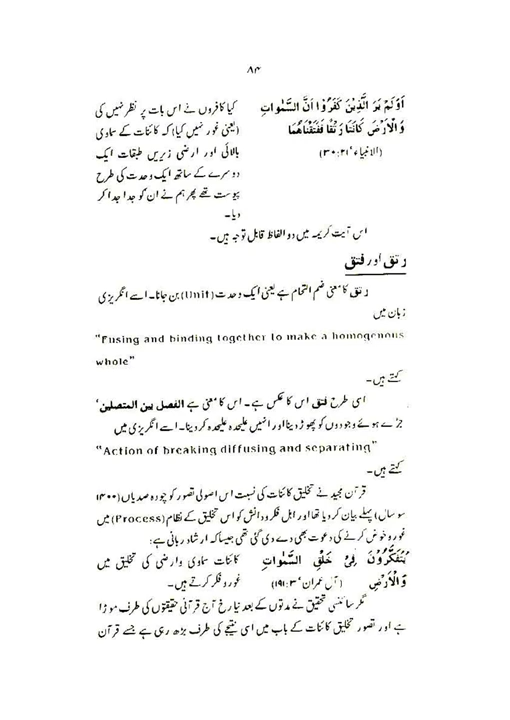 ۸۴
اَوَلَمْ یَرَ الَّذِیْنَ کَفَرُوْا اَنَّ السَّمٰوٰتِ
وَالْاَرْضَ کَانَتَا رَتْقًا فَفَتَقْنٰهُمَا
(الانبیاء' ۳۰:۲۱)
کیا کافروں نے اس بات پر نظر نہیں کی
(یعنی غور نہیں کیا) کہ کائنات کے سماوی
بالائی اور ارضی زیریں طبقات ایک
دوسرے کے ساتھ ایک وحدت کی طرح
پیوست تھے پھر ہم نے ان کو جدا جدا کر
دیا۔
اس آیت کریمہ میں دو الفاظ قابل توجہ ہیں۔
رتق اور فتق
رتق کا معنی ضم التحام ہے یعنی ایک وحدت (Unit) بن جانا۔ اسے انگریزی
زبان میں
"Fusing and binding together to make a homogenous
whole"
کہتے ہیں۔
اسی طرح فتق اس کا عکس ہے۔ اس کا معنی ہے الفصل بین المتصلین'
جڑے ہوئے وجودوں کو پھوڑ دینا اور انہیں علیحدہ علیحدہ کر دینا۔ اسے انگریزی میں
"Action of breaking diffusing and separating"
کہتے ہیں۔
قرآن مجید نے تخلیق کائنات کی نسبت اس اصولی تصور کو چودہ صدیاں (۱۴۰۰
سو سال) پہلے بیان کر دیا تھا اور اہل فکر و دانش کو اس تخلیق کے نظام (Process) میں
غور و خوض کرنے کی دعوت بھی دے دی گئی تھی جیسا کہ ارشاد ربانی ہے:
یَتَفَکَّرُوْنَ فِیْ خَلْقِ السَّمٰوٰتِ
وَالْاَرْضِ (آل عمران' ۱۹۱:۳)
کائنات سماوی و ارضی کی تخلیق میں
غور و فکر کرتے ہیں۔
مگر سائنسی تحقیق نے مدتوں کے بعد نیا رخ آج قرآنی حقیقتوں کی طرف موڑا
ہے اور تصور تخلیق کائنات کے باب میں اسی نتیجے کی طرف بڑھ رہی ہے جسے قرآن